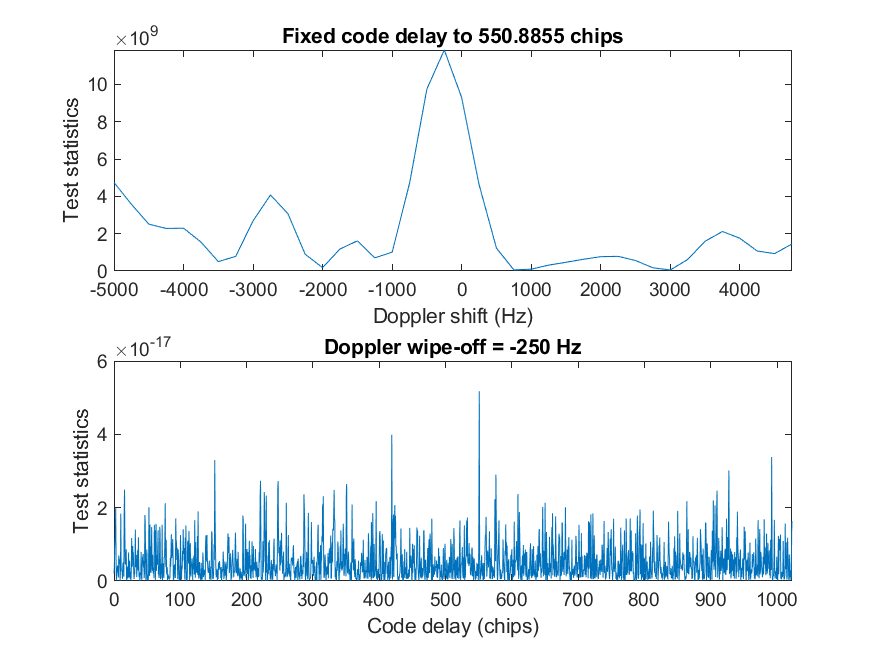 ×10^9
Fixed code delay to 550.8855 chips
10
8
6
4
2
0
Test statistics
-5000 -4000 -3000 -2000 -1000 0 1000 2000 3000 4000
Doppler shift (Hz)
×10^-17
Doppler wipe-off = -250 Hz
6
4
2
0
Test statistics
0 100 200 300 400 500 600 700 800 900 1000
Code delay (chips)